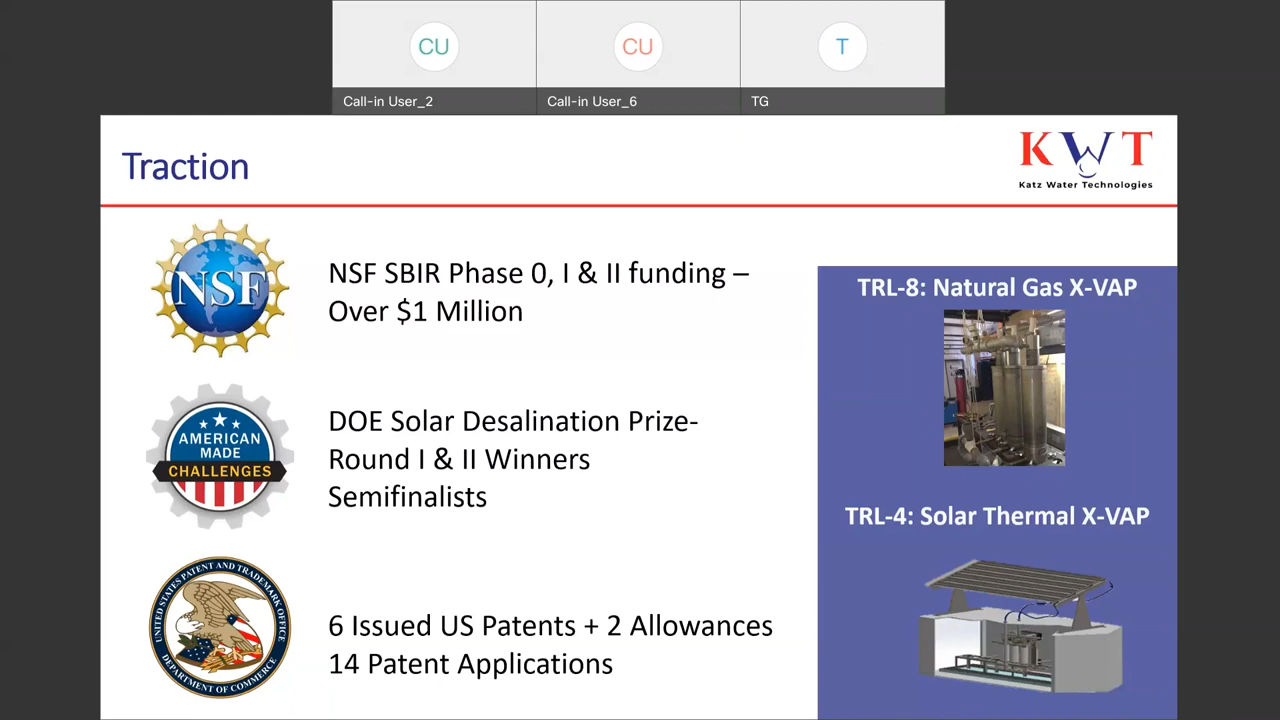 CU
CU
T
Call-in User_2
Call-in User_6
TG
Traction
KWT
Katz Water Technologies
NSF
NSF SBIR Phase 0, I & II funding –
Over $1 Million
TRL-8: Natural Gas X-VAP
AMERICAN
MADE
CHALLENGES
DOE Solar Desalination Prize-
Round I & II Winners
Semifinalists
TRL-4: Solar Thermal X-VAP
UNITED STATES PATENT AND TRADEMARK OFFICE
DEPARTMENT OF COMMERCE
6 Issued US Patents + 2 Allowances
14 Patent Applications